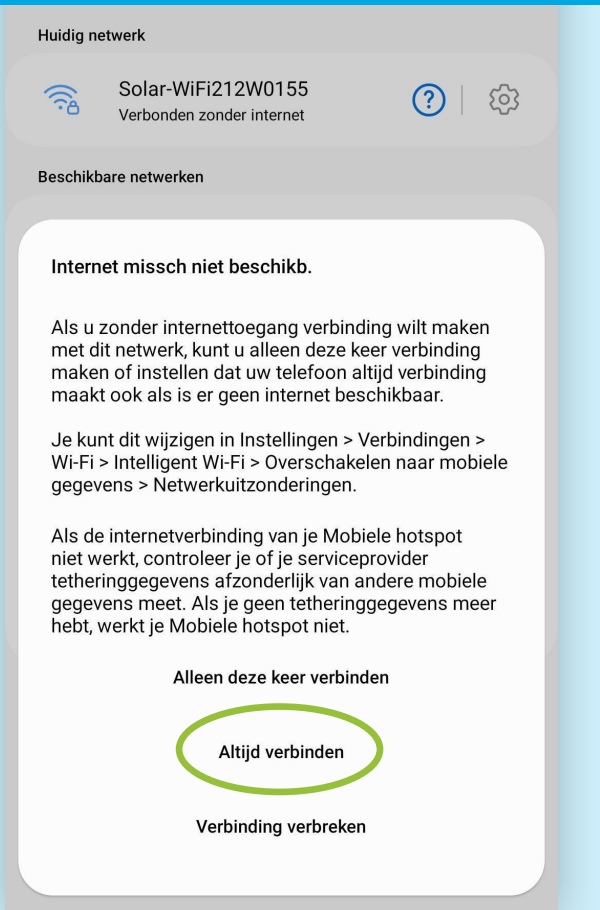 Huidig netwerk
Solar-WiFi212W0155
Verbonden zonder internet
Beschikbare netwerken
Internet missch niet beschikb.
Als u zonder internettoegang verbinding wilt maken
met dit netwerk, kunt u alleen deze keer verbinding
maken of instellen dat uw telefoon altijd verbinding
maakt ook als is er geen internet beschikbaar.
Je kunt dit wijzigen in Instellingen > Verbindingen >
Wi-Fi > Intelligent Wi-Fi > Overschakelen naar mobiele
gegevens > Netwerkuitzonderingen.
Als de internetverbinding van je Mobiele hotspot
niet werkt, controleer je of je serviceprovider
tetheringgegevens afzonderlijk van andere mobiele
gegevens meet. Als je geen tetheringgegevens meer
hebt, werkt je Mobiele hotspot niet.
Alleen deze keer verbinden
Altijd verbinden
Verbinding verbreken